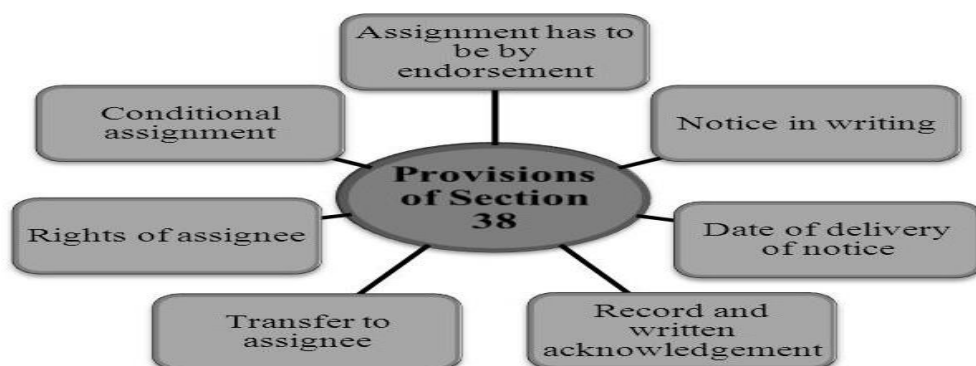 Assignment has to
be by
endorsement
Conditional
assignment
Notice in writing
Provisions
of Section
38
Rights of assignee
Date of delivery
of notice
Transfer to
assignee
Record and
written
acknowledgement